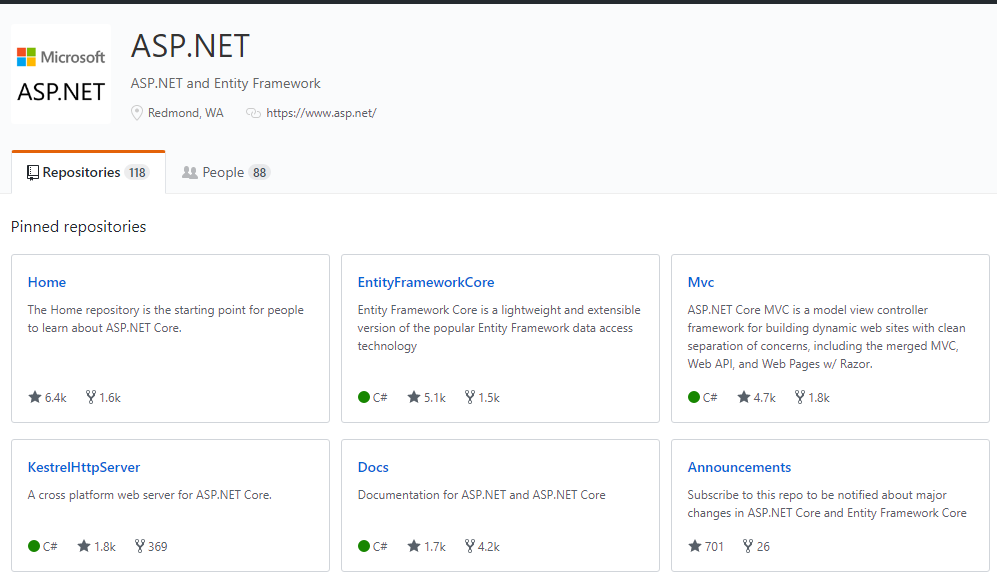 Microsoft
ASP.NET
ASP.NET
ASP.NET and Entity Framework
Redmond, WA https://www.asp.net/
Repositories 118 People 88
Pinned repositories
Home
The Home repository is the starting point for people
to learn about ASP.NET Core.
6.4k 1.6k
EntityFrameworkCore
Entity Framework Core is a lightweight and extensible
version of the popular Entity Framework data access
technology
C# 5.1k 1.5k
Mvc
ASP.NET Core MVC is a model view controller
framework for building dynamic web sites with clean
separation of concerns, including the merged MVC,
Web API, and Web Pages w/ Razor.
C# 4.7k 1.8k
KestrelHttpServer
A cross platform web server for ASP.NET Core.
C# 1.8k 369
Docs
Documentation for ASP.NET and ASP.NET Core
C# 1.7k 4.2k
Announcements
Subscribe to this repo to be notified about major
changes in ASP.NET Core and Entity Framework Core
701 26